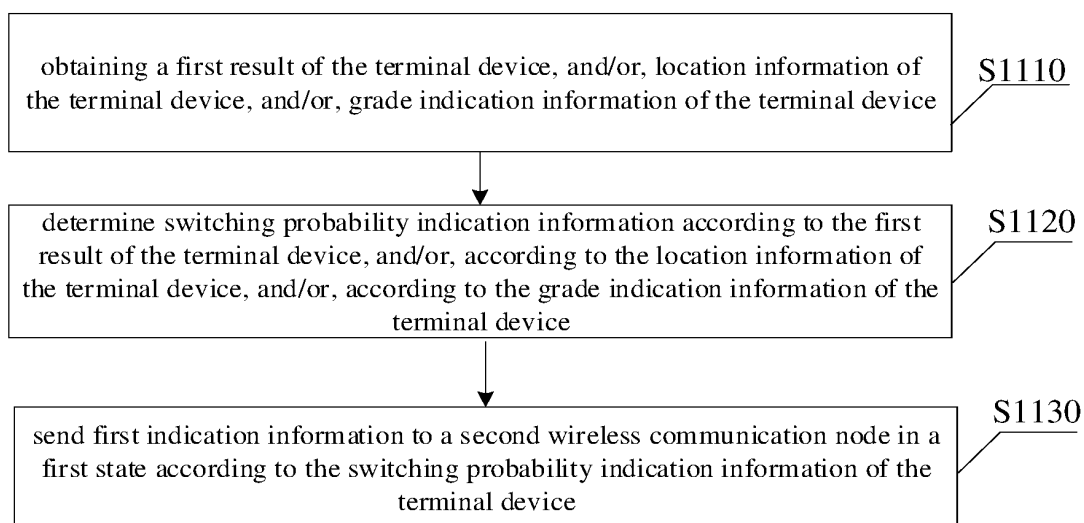 obtaining a first result of the terminal device, and/or, location information of
the terminal device, and/or, grade indication information of the terminal device
S1110
determine switching probability indication information according to the first
result of the terminal device, and/or, according to the location information of
the terminal device, and/or, according to the grade indication information of the
terminal device
S1120
send first indication information to a second wireless communication node in a
first state according to the switching probability indication information of the
terminal device
S1130